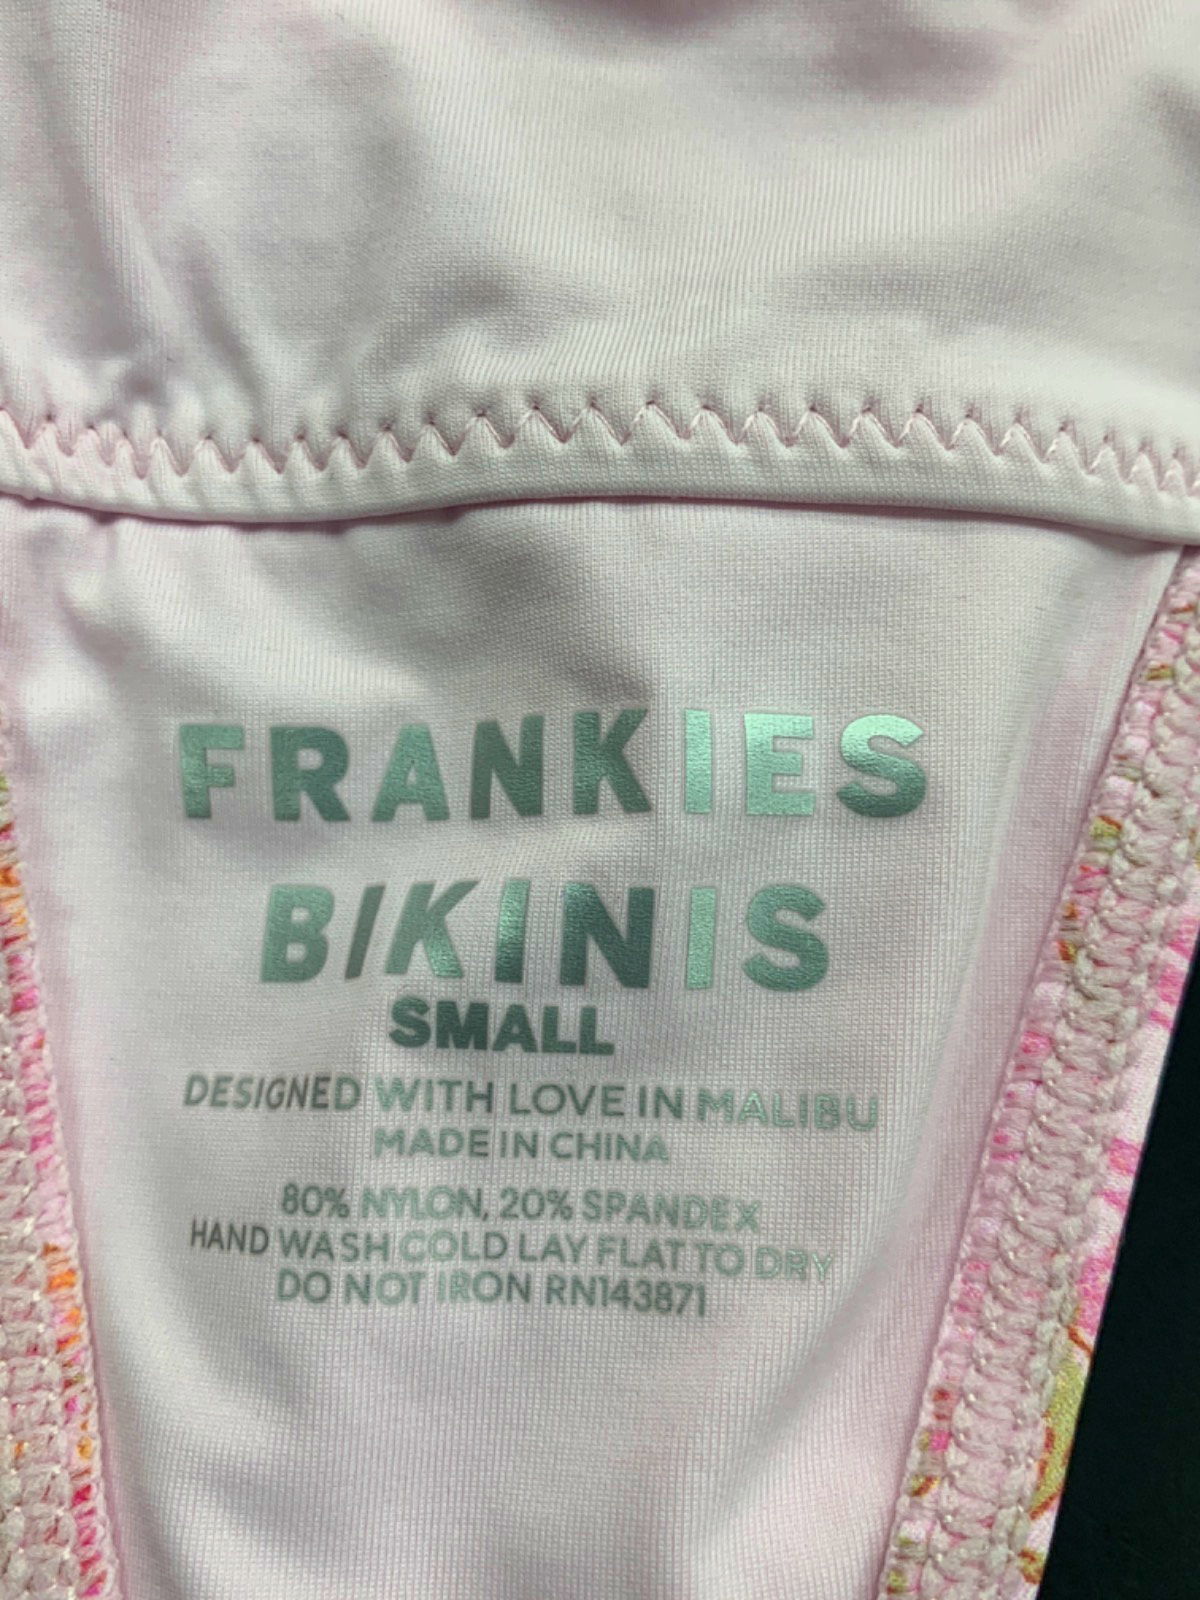 FRANKIES
BIKINIS
SMALL
DESIGNED WITH LOVE IN MALIBU
MADE IN CHINA
80% NYLON, 20% SPANDEX
HAND WASH COLD LAY FLAT TO DRY
DO NOT IRON RN143871